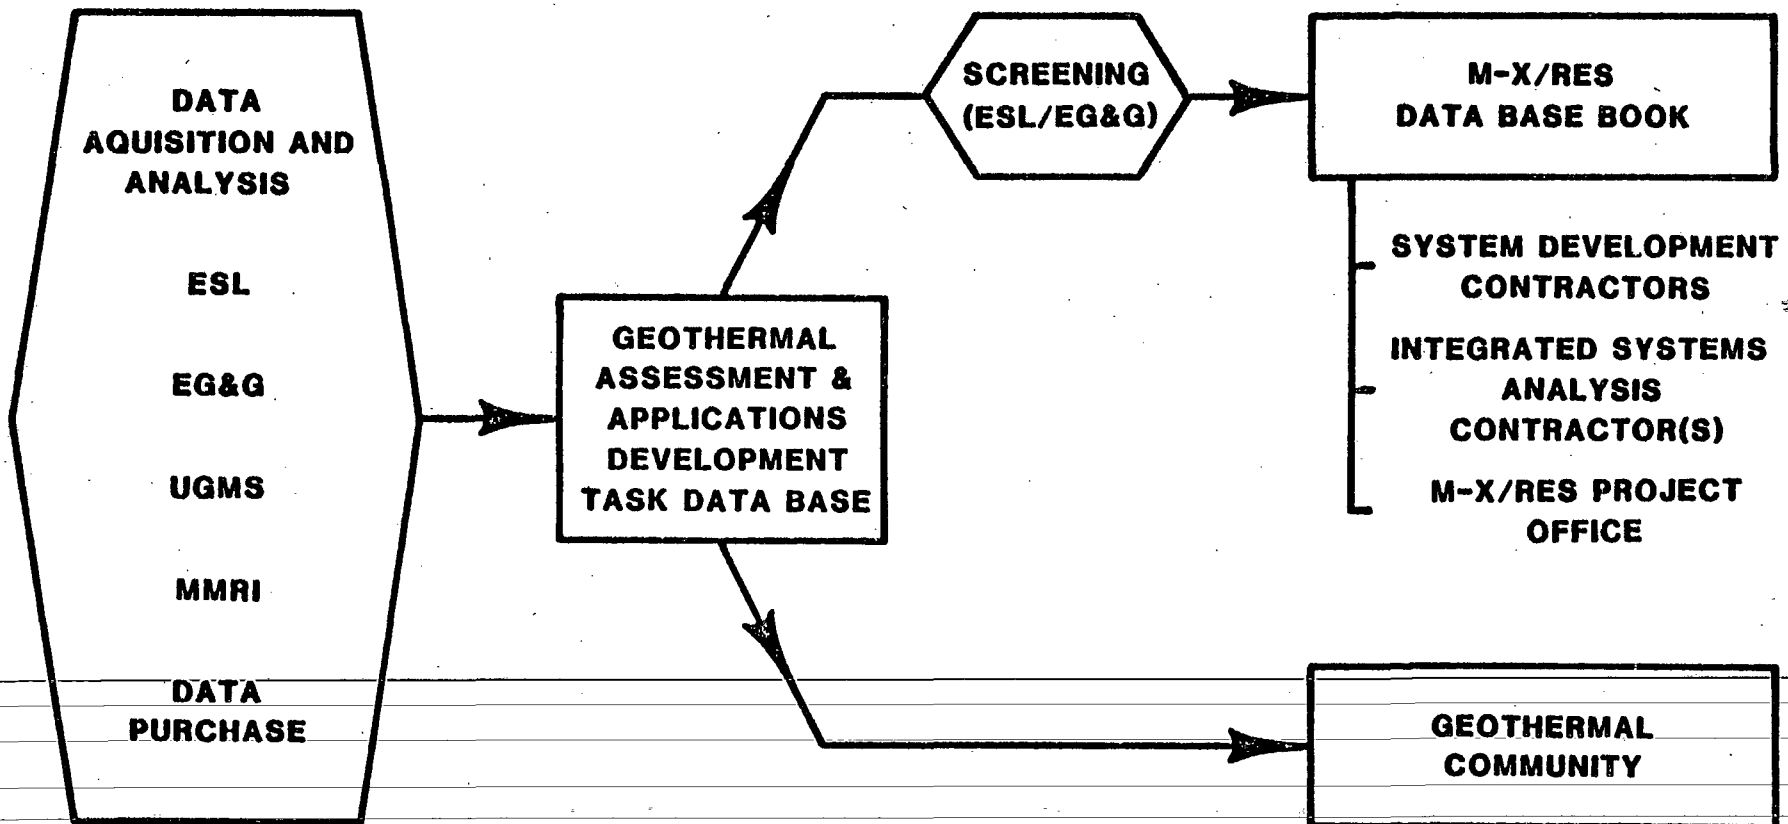 DATA
AQUISITION AND
ANALYSIS
ESL
EG&G
UGMS
MMRI
DATA
PURCHASE
GEOTHERMAL
ASSESSMENT &
APPLICATIONS
DEVELOPMENT
TASK DATA BASE
SCREENING
(ESL/EG&G)
M-X/RES
DATA BASE BOOK
SYSTEM DEVELOPMENT
CONTRACTORS
INTEGRATED SYSTEMS
ANALYSIS
CONTRACTOR(S)
M-X/RES PROJECT
OFFICE
GEOTHERMAL
COMMUNITY